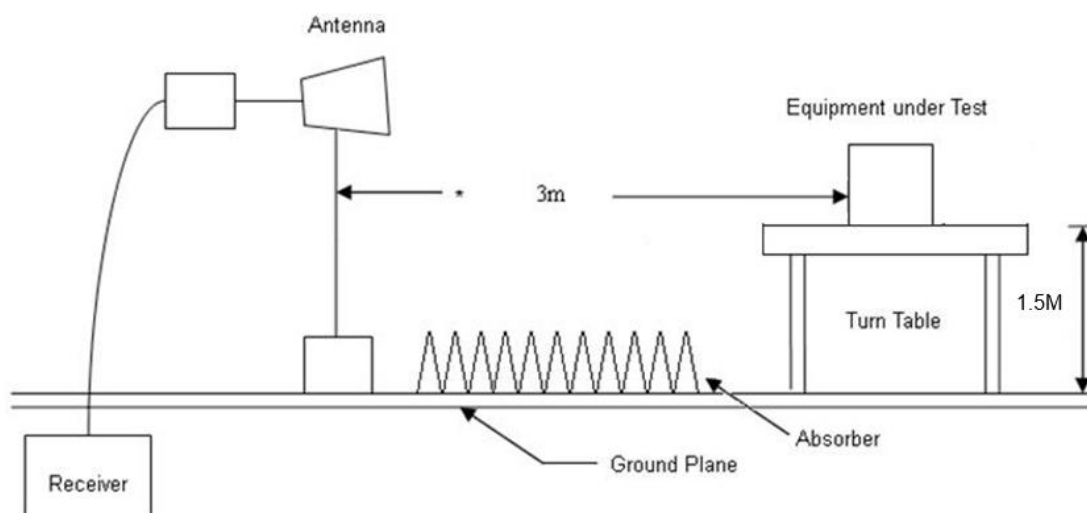 Antenna
Equipment under Test
* 3m
1.5M
Turn Table
Absorber
Ground Plane
Receiver